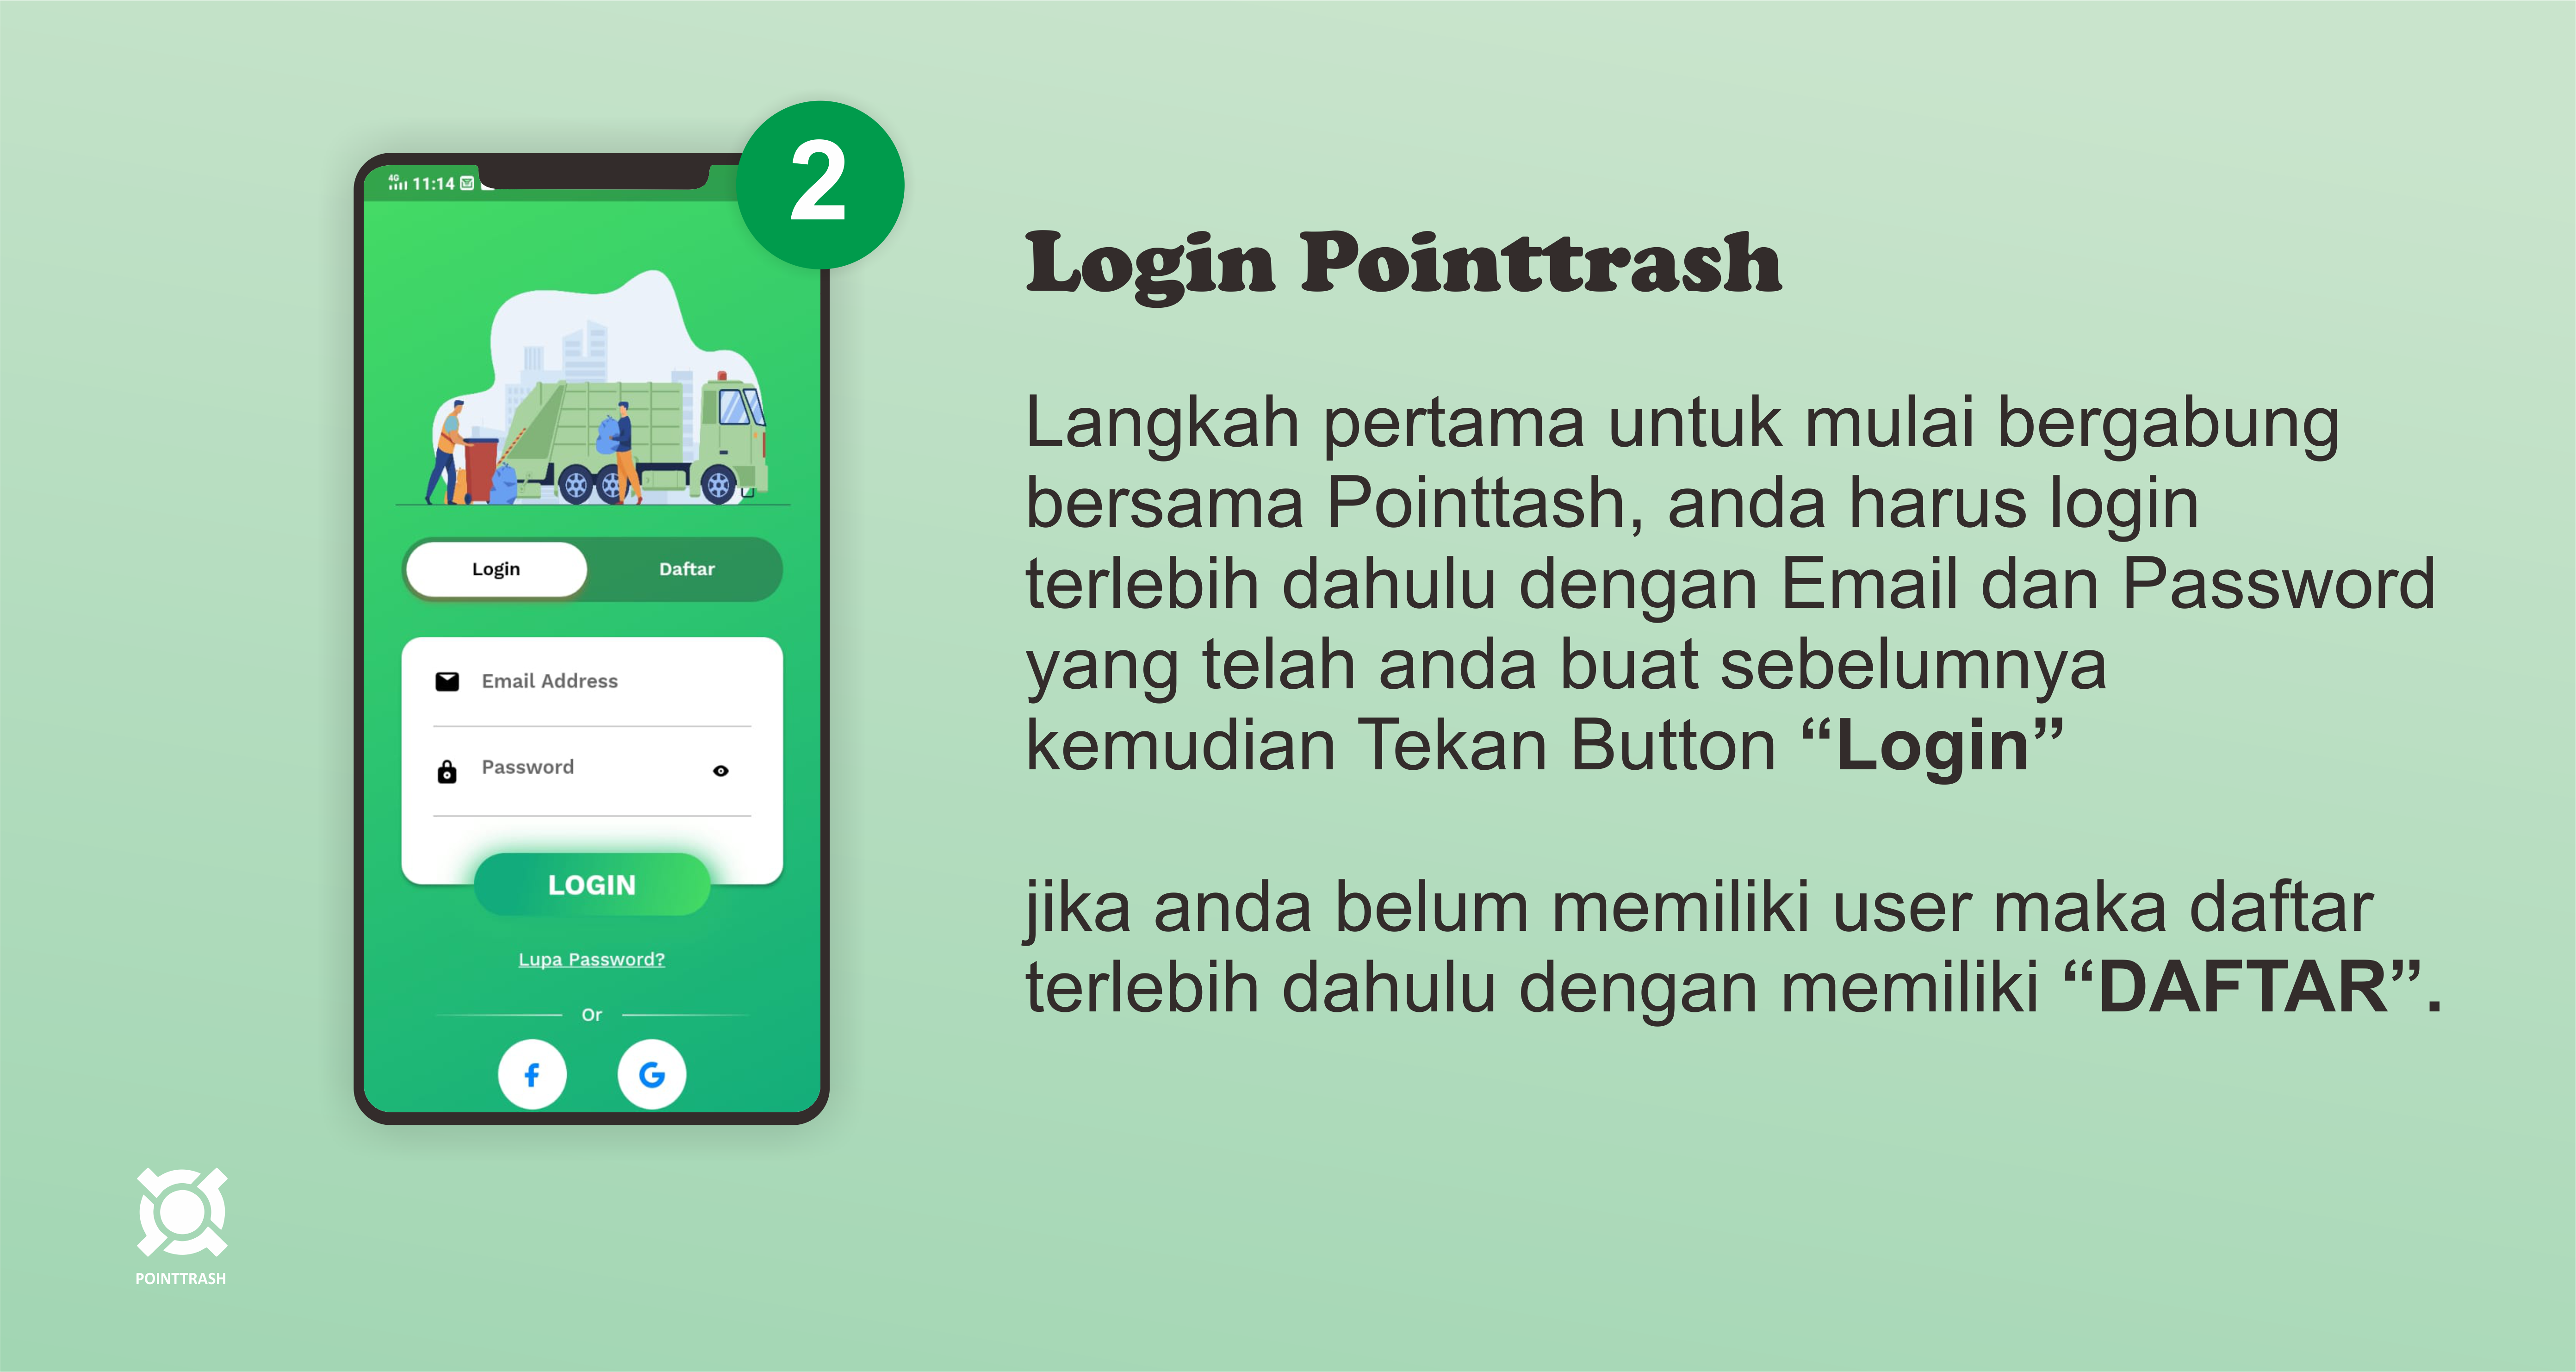 4G 11:14
2
Login Pointtrash
Langkah pertama untuk mulai bergabung
bersama Pointtash, anda harus login
terlebih dahulu dengan Email dan Password
yang telah anda buat sebelumnya
kemudian Tekan Button “Login”
jika anda belum memiliki user maka daftar
terlebih dahulu dengan memiliki “DAFTAR”.
Login Daftar
Email Address
Password
LOGIN
Lupa Password?
Or
f G
POINTTRASH